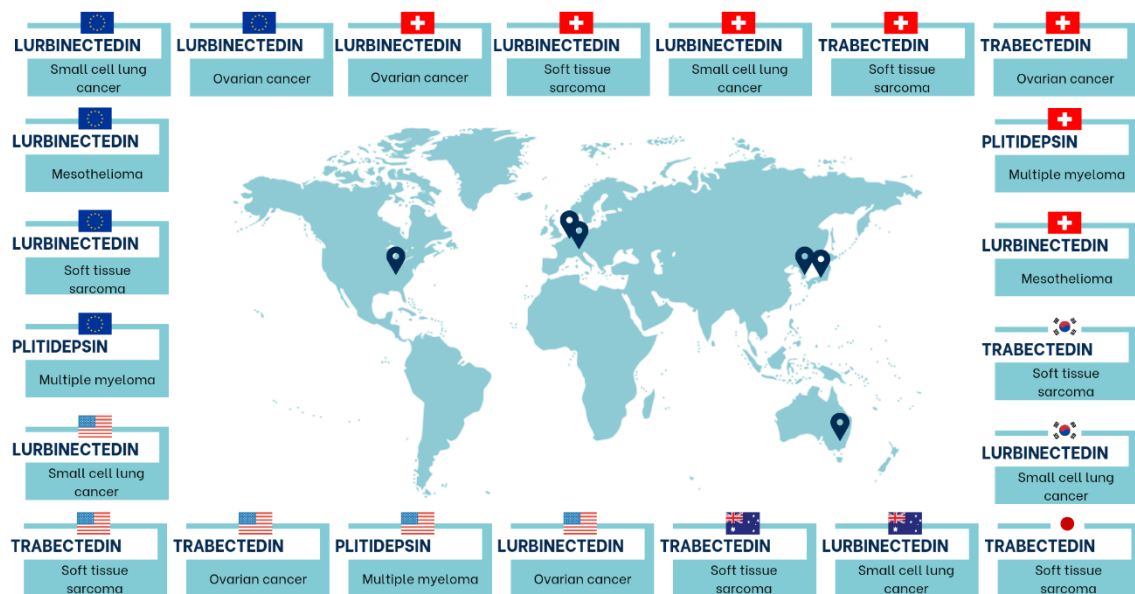 LURBINECTEDIN
Small cell lung
cancer
LURBINECTEDIN
Ovarian cancer
LURBINECTEDIN
Ovarian cancer
LURBINECTEDIN
Soft tissue
sarcoma
LURBINECTEDIN
Small cell lung
cancer
TRABECTEDIN
Soft tissue
sarcoma
TRABECTEDIN
Ovarian cancer
LURBINECTEDIN
Mesothelioma
PLITIDEPSIN
Multiple myeloma
LURBINECTEDIN
Soft tissue
sarcoma
LURBINECTEDIN
Mesothelioma
PLITIDEPSIN
Multiple myeloma
TRABECTEDIN
Soft tissue
sarcoma
LURBINECTEDIN
Small cell lung
cancer
LURBINECTEDIN
Small cell lung
cancer
TRABECTEDIN
Soft tissue
sarcoma
TRABECTEDIN
Ovarian cancer
PLITIDEPSIN
Multiple myeloma
LURBINECTEDIN
Ovarian cancer
TRABECTEDIN
Soft tissue
sarcoma
LURBINECTEDIN
Small cell lung
cancer
TRABECTEDIN
Soft tissue
sarcoma